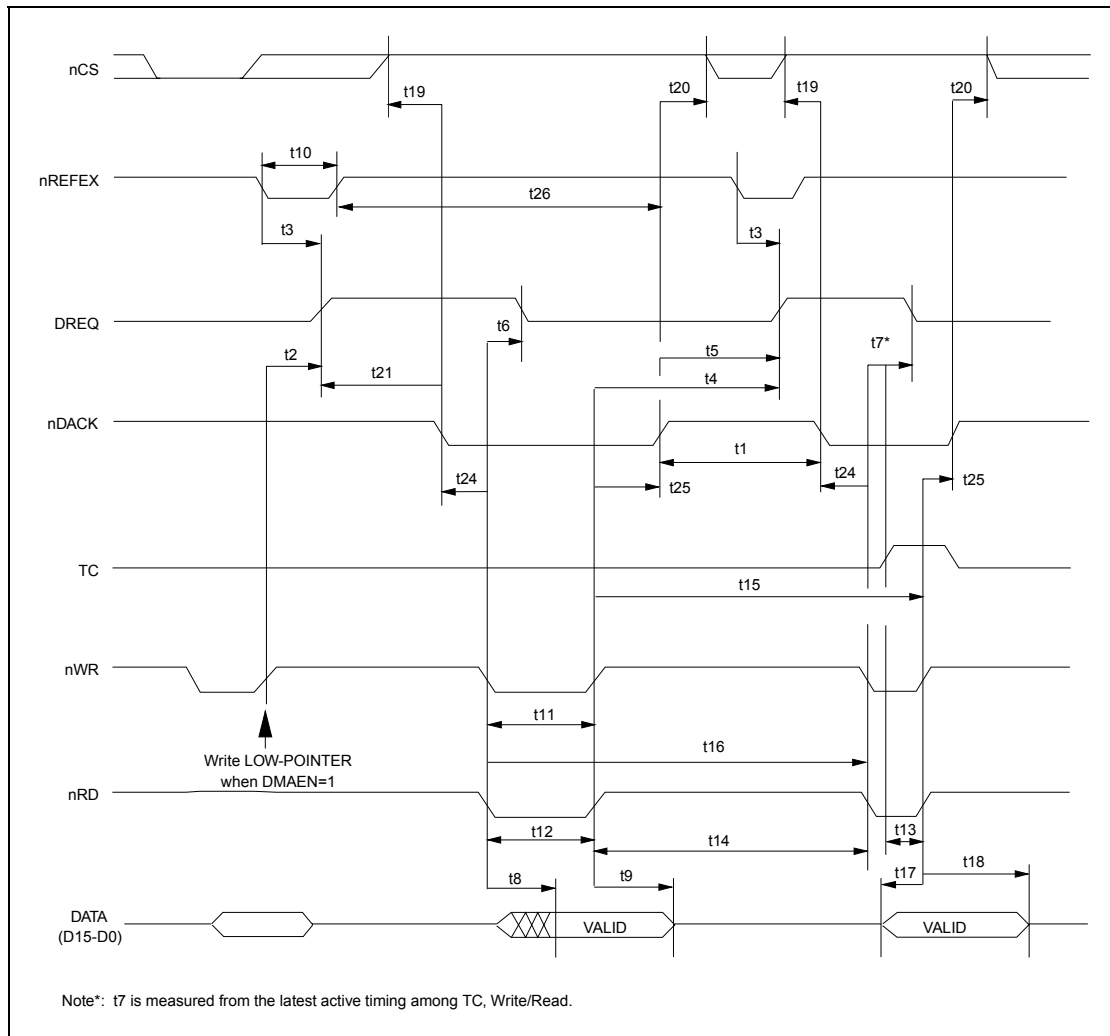 nCS
t19
t20
t19
t20
t10
nREFEX
t26
t3
t3
DREQ
t6
t7*
t2
t5
t21
t4
nDACK
t1
t24
t25
t24
t25
TC
t15
nWR
t11
t16
Write LOW-POINTER
when DMAEN=1
nRD
t12
t13
t14
t8
t9
t17
t18
DATA
(D15-D0)
VALID
VALID
Note*: t7 is measured from the latest active timing among TC, Write/Read.